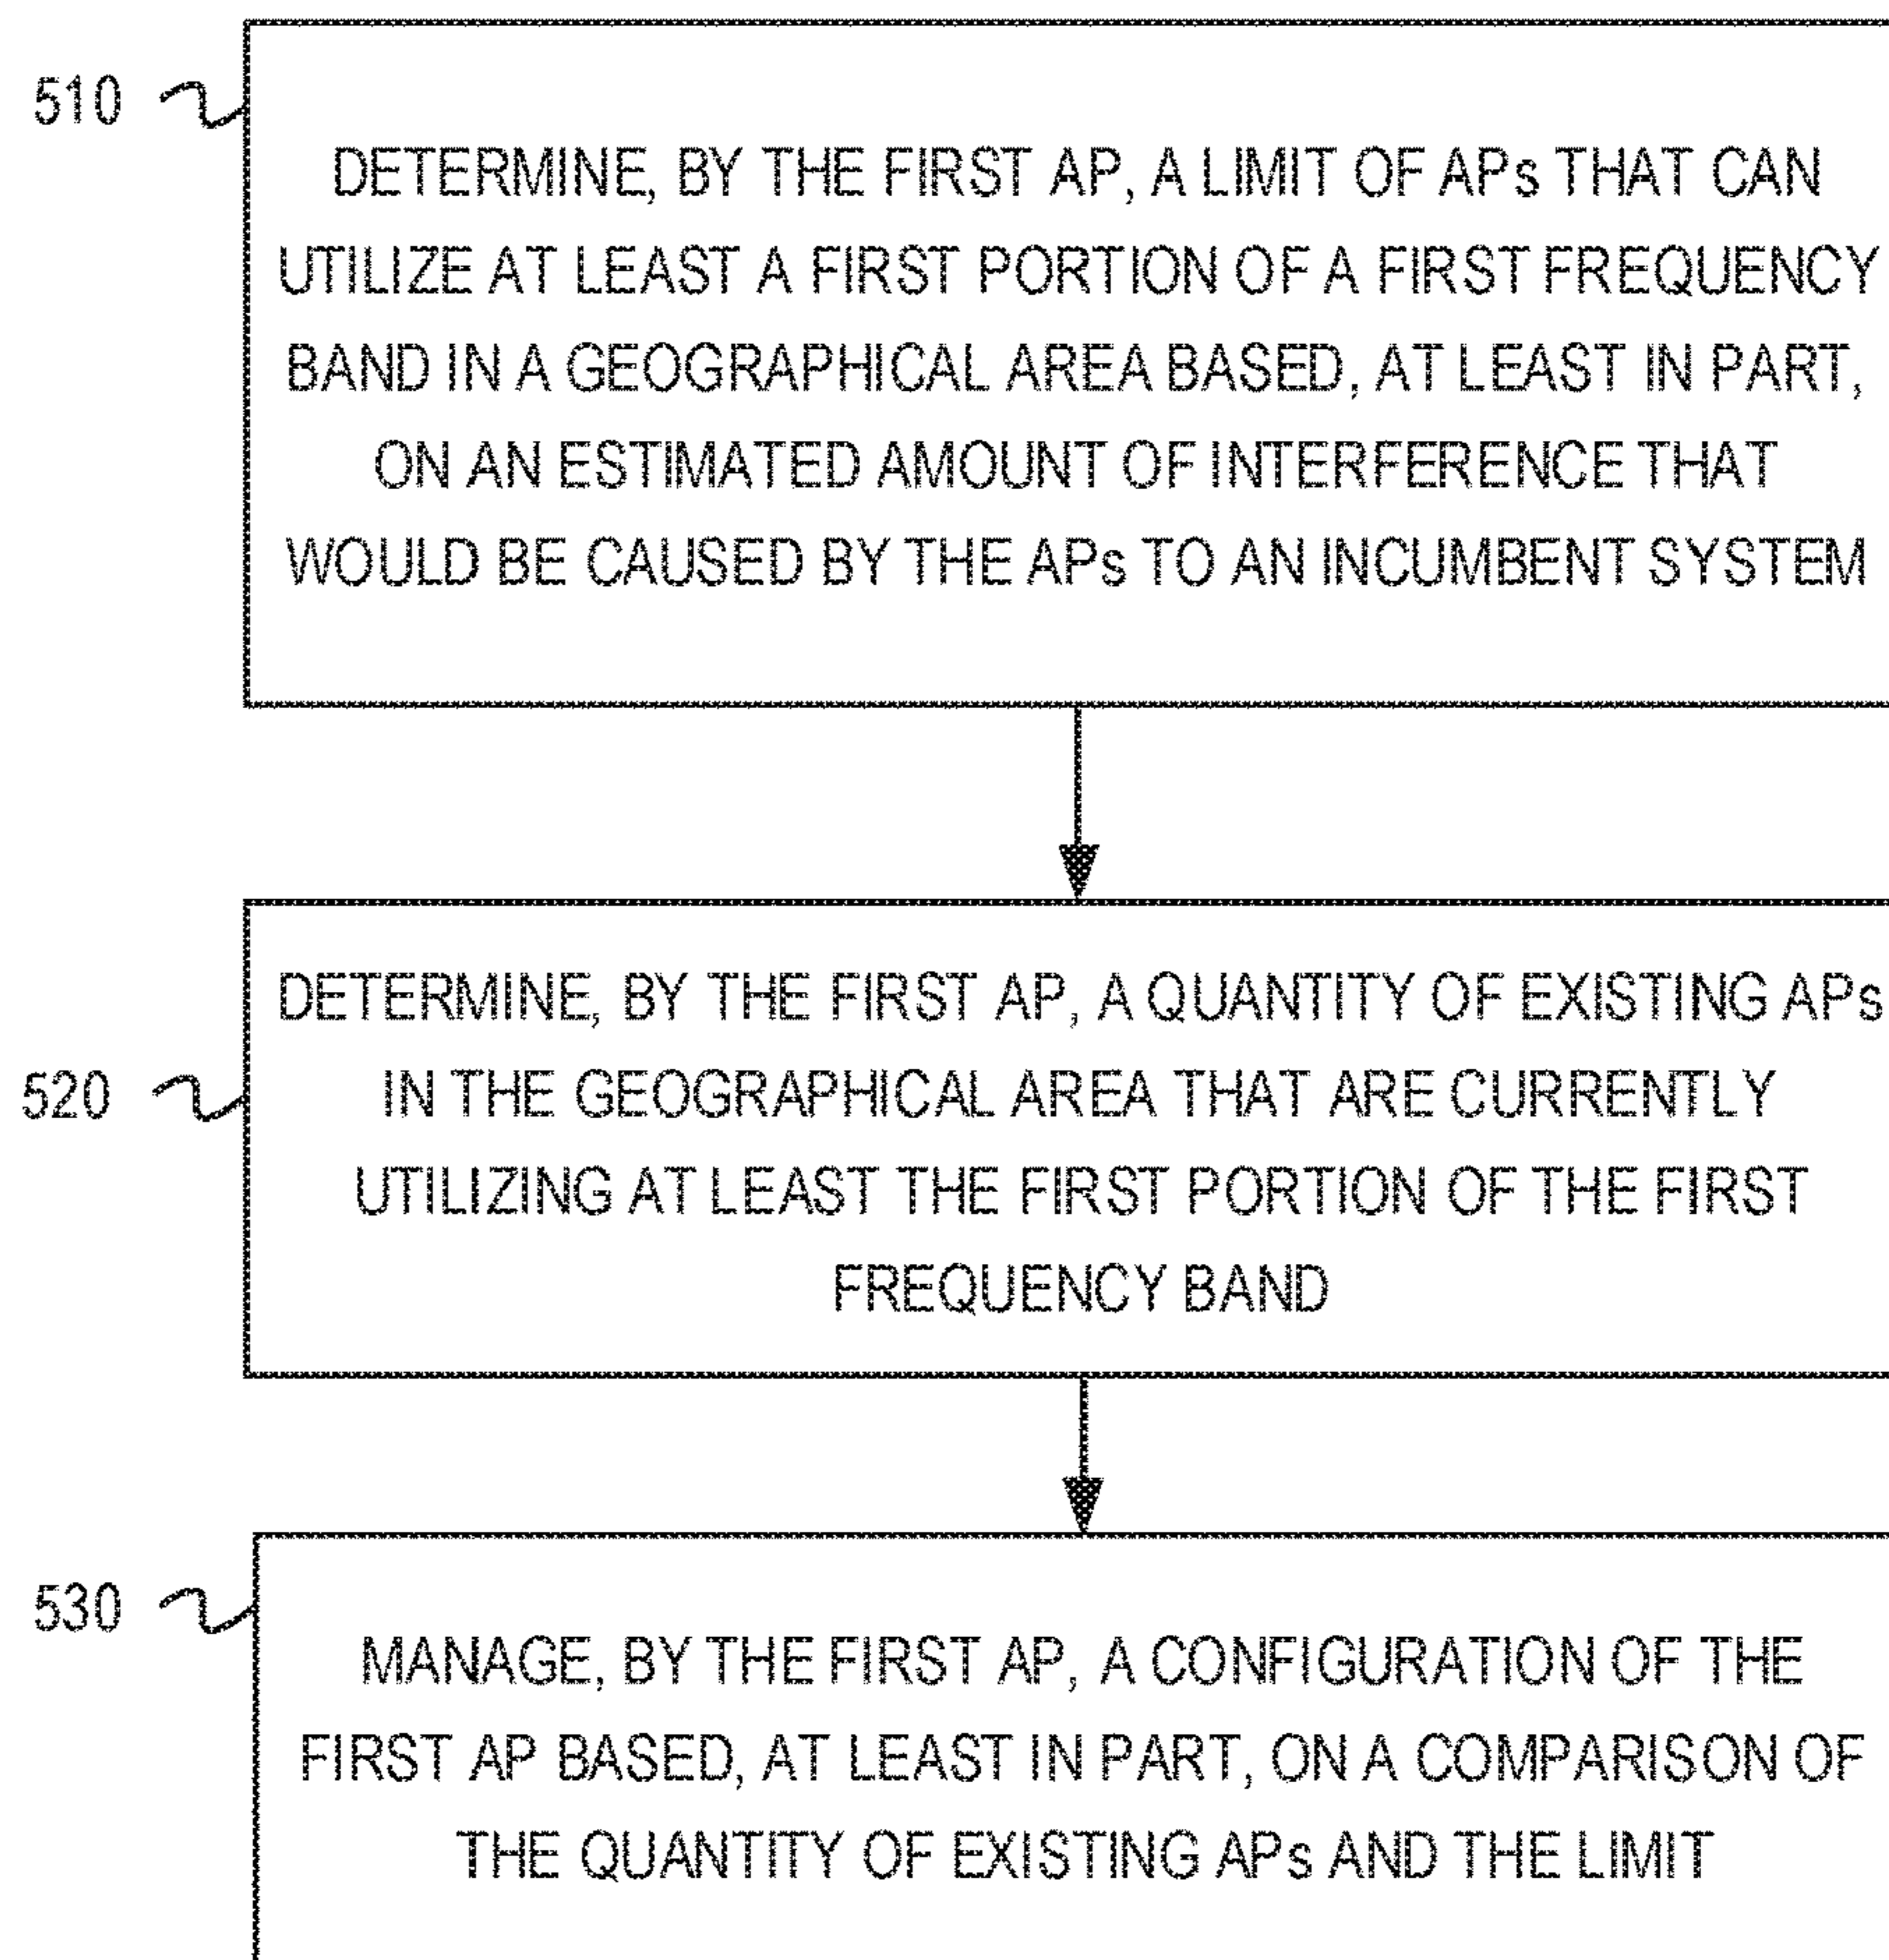 510
DETERMINE, BY THE FIRST AP, A LIMIT OF APs THAT CAN
UTILIZE AT LEAST A FIRST PORTION OF A FIRST FREQUENCY
BAND IN A GEOGRAPHICAL AREA BASED, AT LEAST IN PART,
ON AN ESTIMATED AMOUNT OF INTERFERENCE THAT
WOULD BE CAUSED BY THE APs TO AN INCUMBENT SYSTEM
520
DETERMINE, BY THE FIRST AP, A QUANTITY OF EXISTING APs
IN THE GEOGRAPHICAL AREA THAT ARE CURRENTLY
UTILIZING AT LEAST THE FIRST PORTION OF THE FIRST
FREQUENCY BAND
530
MANAGE, BY THE FIRST AP, A CONFIGURATION OF THE
FIRST AP BASED, AT LEAST IN PART, ON A COMPARISON OF
THE QUANTITY OF EXISTING APs AND THE LIMIT